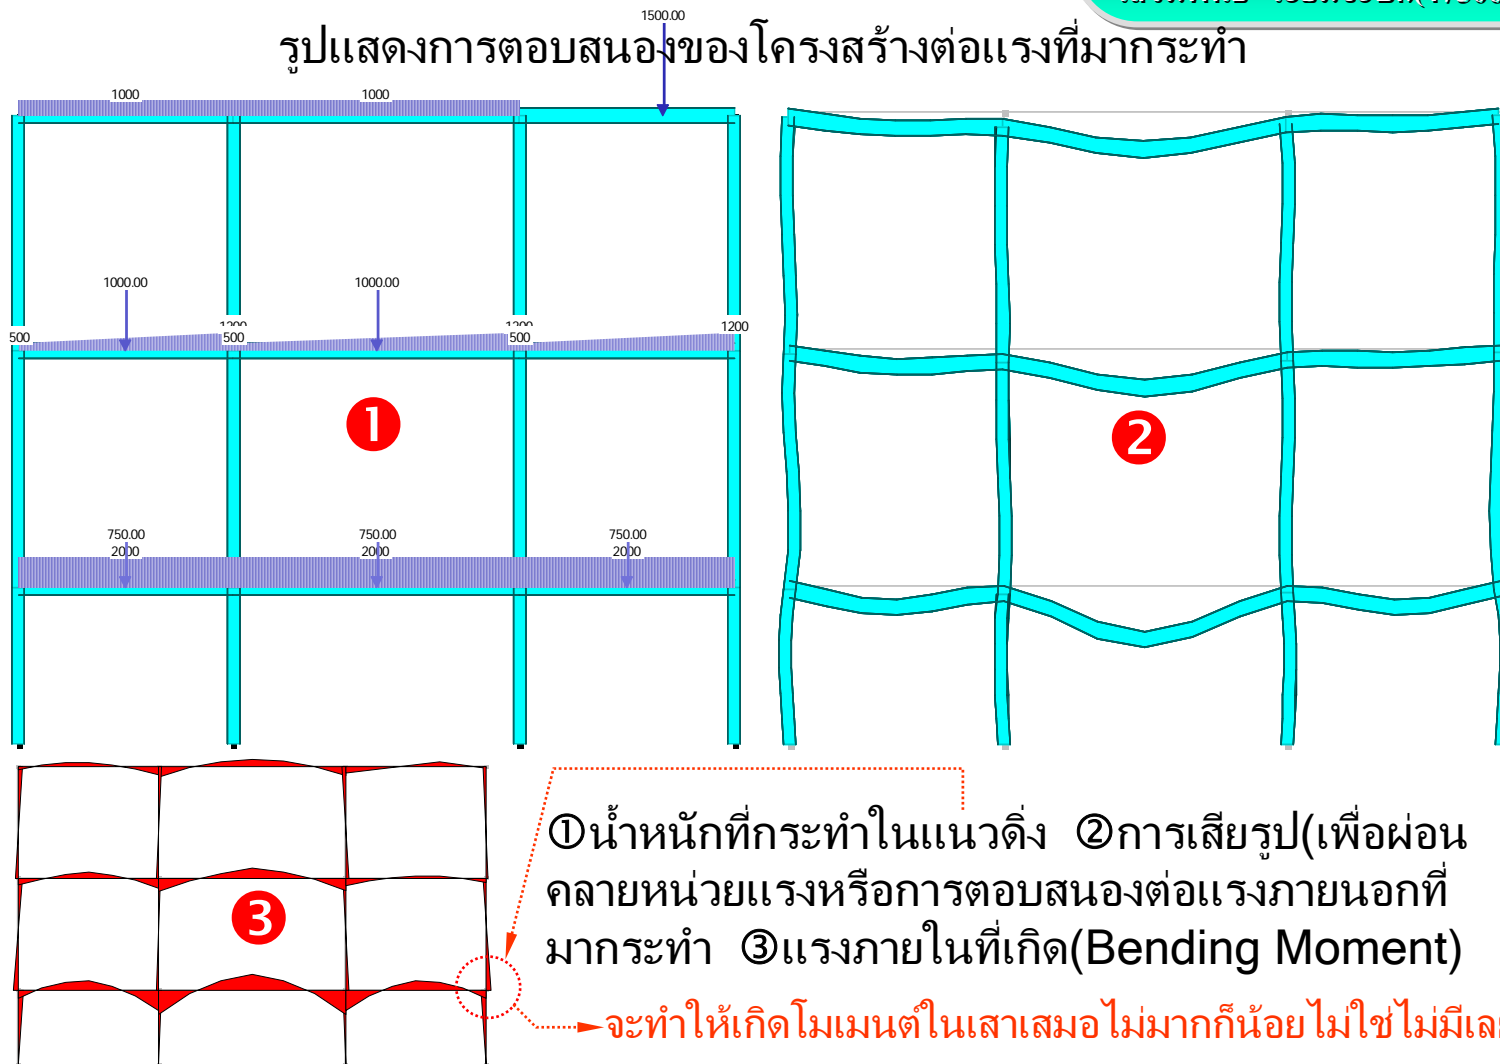 รูปแสดงการตอบสนองของโครงสร้างต่อแรงที่มากระทำ
1500.00
1000 1000
1000.00 1000.00
500 500 500 1200
1
2
750.00 750.00 750.00
2000 2000 2000
3
①น้ำหนักที่กระทำในแนวดิ่ง ②การเสียรูป(เพื่อผ่อน
คลายหน่วยแรงหรือการตอบสนองต่อแรงภายนอกที่
มากระทำ ③แรงภายในที่เกิด(Bending Moment)
จะทำให้เกิดโมเมนต์ในเสาเสมอไม่มากก็น้อยไม่ใช่ไม่มีเลย